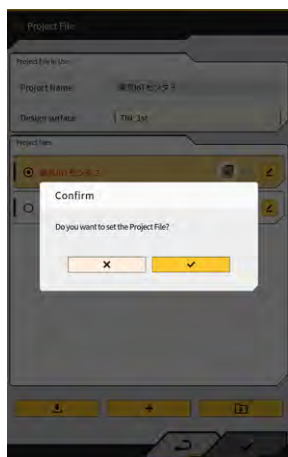 Project File
Project File in Use
Project Name
東京IoTセンタ3
Design surface
TIN_1st
Project Files
東京IoTセンタ3
Confirm
Do you want to set the Project File?